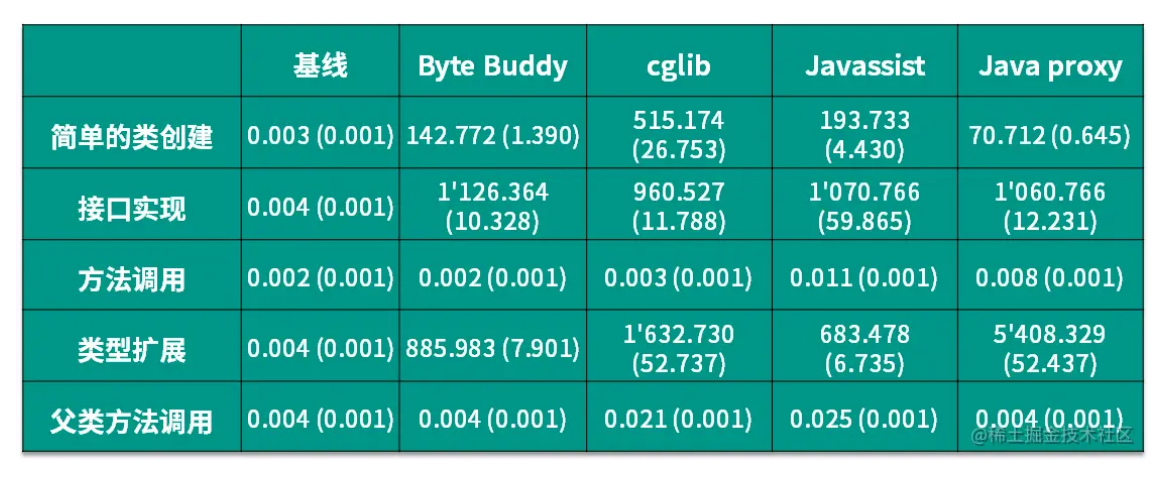 基线 Byte Buddy cglib Javassist Java proxy
简单的类创建 0.003 (0.001) 142.772 (1.390) 515.174 (26.753) 193.733 (4.430) 70.712 (0.645)
接口实现 0.004 (0.001) 1'126.364 (10.328) 960.527 (11.788) 1'070.766 (59.865) 1'060.766 (12.231)
方法调用 0.002 (0.001) 0.002 (0.001) 0.003 (0.001) 0.011 (0.001) 0.008 (0.001)
类型扩展 0.004 (0.001) 885.983 (7.901) 1'632.730 (52.737) 683.478 (6.735) 5'408.329 (52.437)
父类方法调用 0.004 (0.001) 0.004 (0.001) 0.021 (0.001) 0.025 (0.001) 0.004 (0.001)
@稀土掘金技术社区